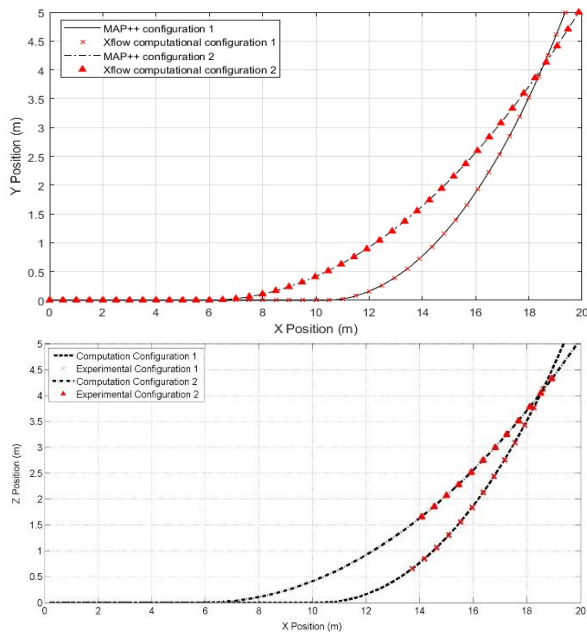 MAP++ configuration 1
Xflow computational configuration 1
MAP++ configuration 2
Xflow computational configuration 2
5
4.5
4
3.5
3
2.5
2
1.5
1
0.5
0
Y Position (m)
0 2 4 6 8 10 12 14 16 18 20
X Position (m)
Computation Configuration 1
Experimental Configuration 1
Computation Configuration 2
Experimental Configuration 2
5
4.5
4
3.5
3
2.5
2
1.5
1
0.5
0
Z Position (m)
0 2 4 6 8 10 12 14 16 18 20
X Position (m)